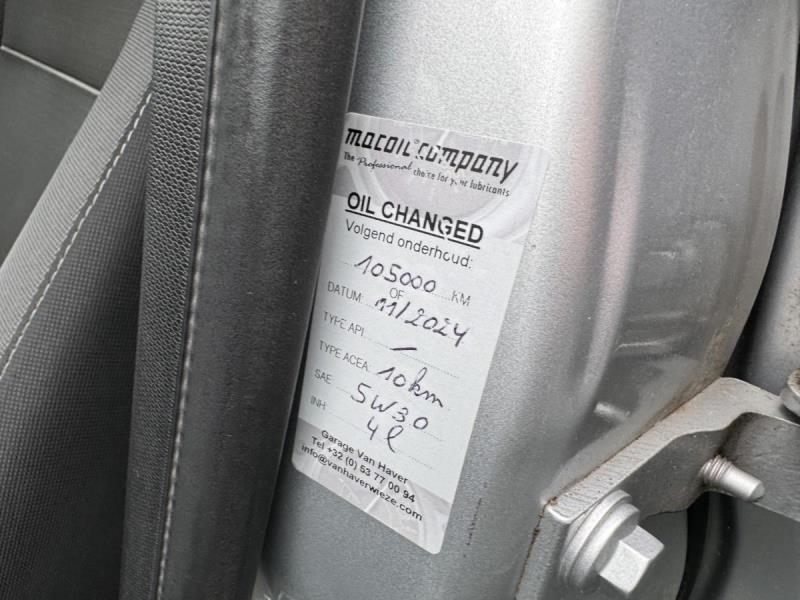 macoil company
The Professional choice for your lubricants
OIL CHANGED
Volgend onderhoud:
105000 KM
OF
DATUM: 11/2024
TYPE API: —
TYPE ACEA: 10km
SAE: 5W30
INH: 4l
Garage Van Haver
Tel +32 (0) 53 77 00 94
info@vanhaverwieze.com